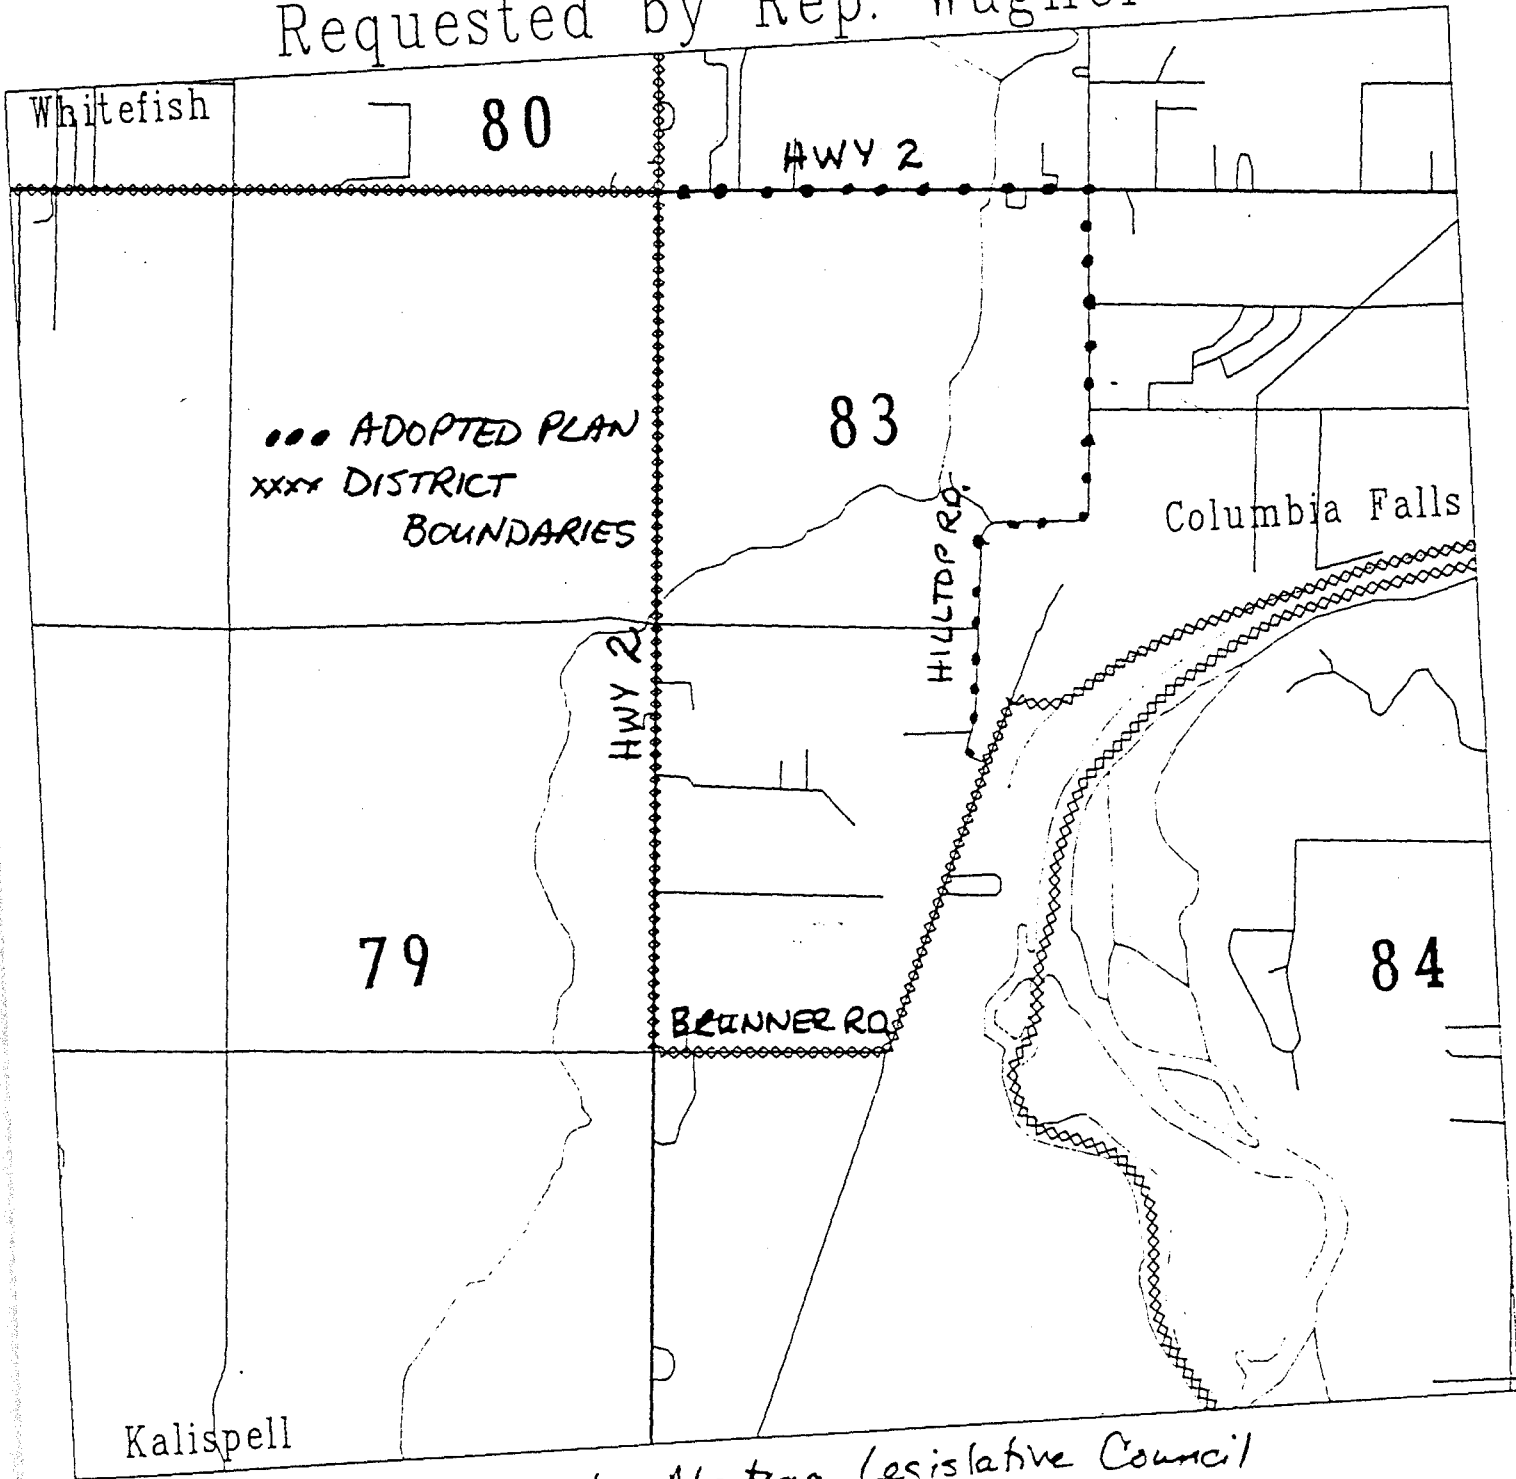 Requested by Rep. Wagner
Whitefish
80
HWY 2
••• ADOPTED PLAN
xxxx DISTRICT
BOUNDARIES
83
HILLTOP RD.
Columbia Falls
HWY 2
79
84
BRUNNER RD
Kalispell
Legislative Council